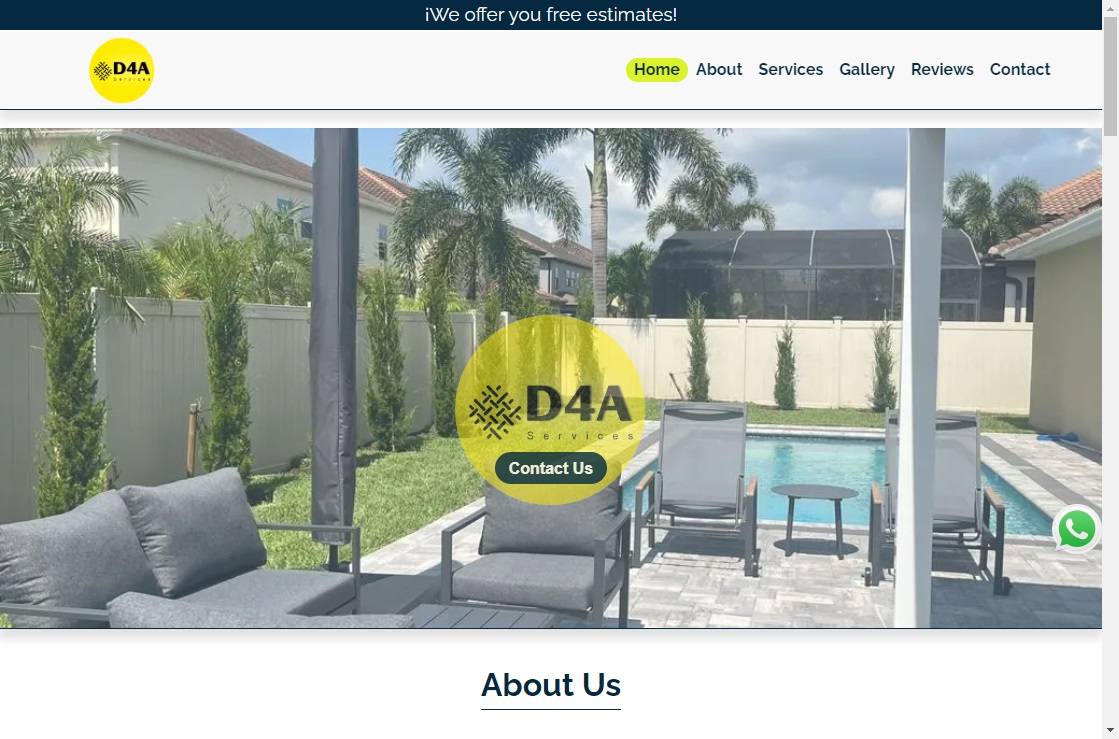 ¡We offer you free estimates!
D4A
Services
Home
About
Services
Gallery
Reviews
Contact
D4A
Services
Contact Us
About Us